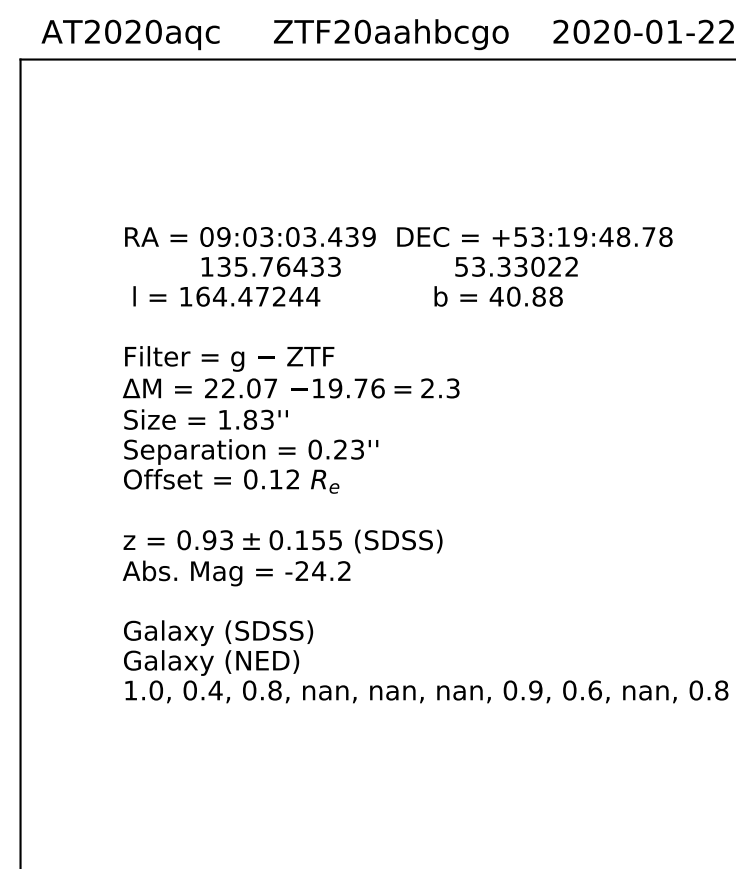 AT2020aqc ZTF20aahbcgo 2020-01-22
RA = 09:03:03.439 DEC = +53:19:48.78
135.76433 53.33022
l = 164.47244 b = 40.88
Filter = g − ZTF
ΔM = 22.07 −19.76 = 2.3
Size = 1.83''
Separation = 0.23''
Offset = 0.12 Re
z = 0.93 ± 0.155 (SDSS)
Abs. Mag = -24.2
Galaxy (SDSS)
Galaxy (NED)
1.0, 0.4, 0.8, nan, nan, nan, 0.9, 0.6, nan, 0.8